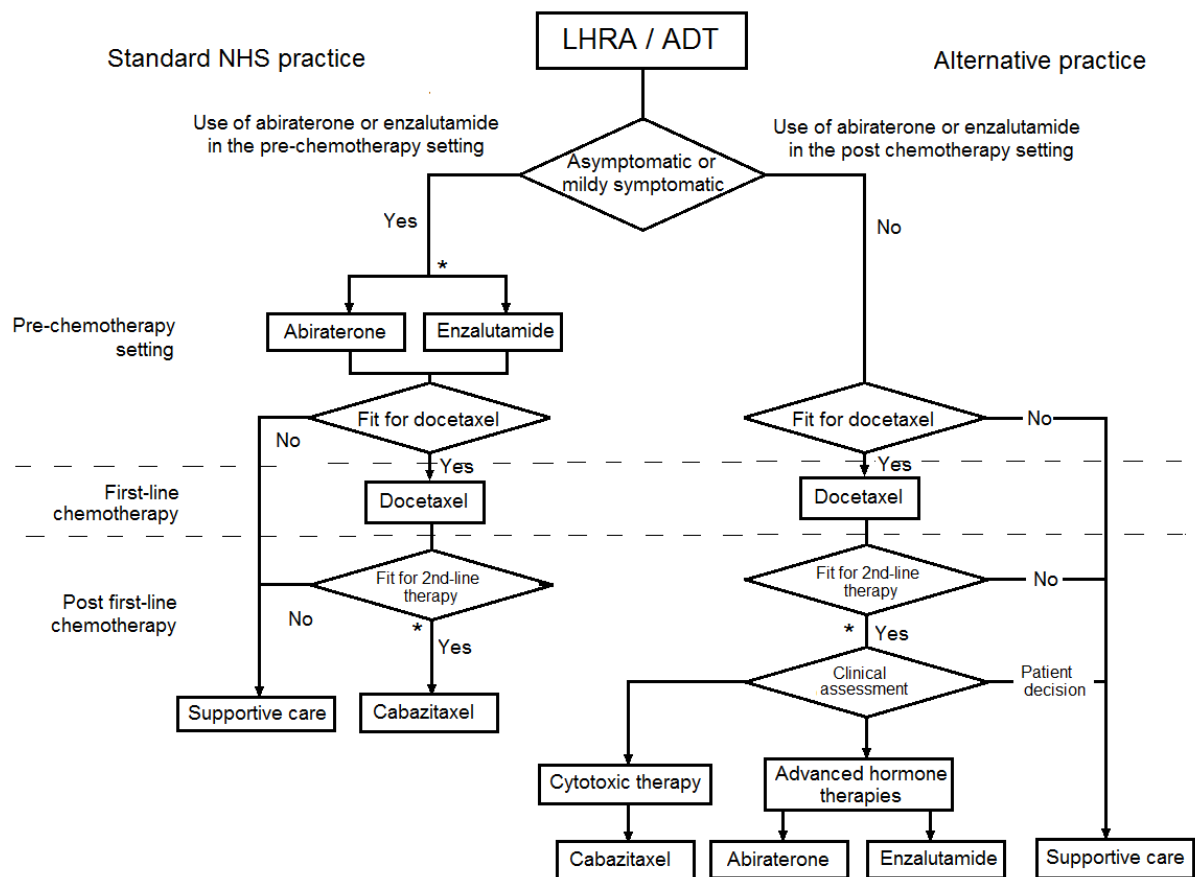 LHRA / ADT
Standard NHS practice
Alternative practice
Use of abiraterone or enzalutamide
in the pre-chemotherapy setting
Use of abiraterone or enzalutamide
in the post chemotherapy setting
Asymptomatic or
mildy symptomatic
Yes
No
*
Pre-chemotherapy
setting
Abiraterone
Enzalutamide
Fit for docetaxel
No
Yes
Fit for docetaxel
No
Yes
First-line
chemotherapy
Docetaxel
Docetaxel
Post first-line
chemotherapy
Fit for 2nd-line
therapy
No
*
Yes
Fit for 2nd-line
therapy
No
*
Yes
Clinical
assessment
Patient
decision
Supportive care
Cabazitaxel
Cytotoxic therapy
Advanced hormone
therapies
Cabazitaxel
Abiraterone
Enzalutamide
Supportive care